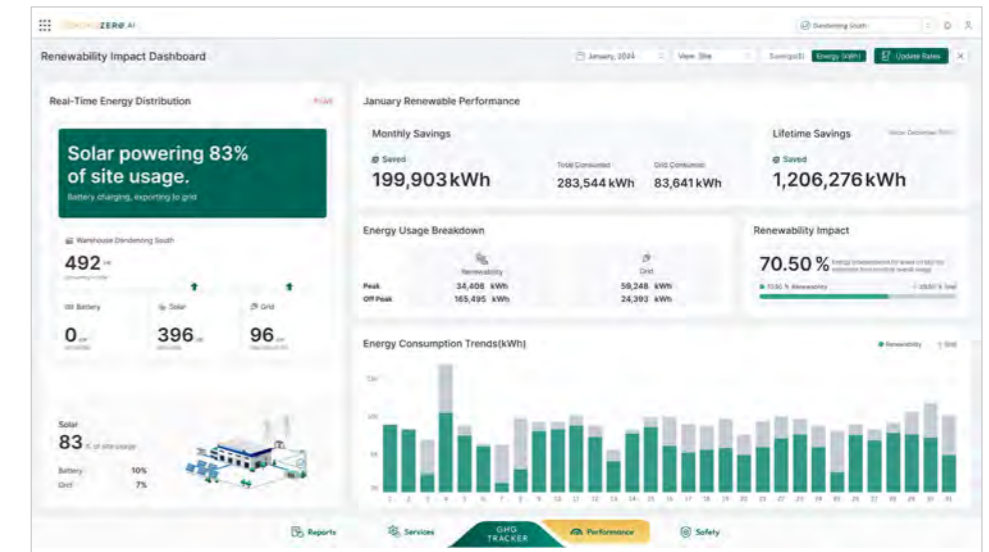 ZERØ AI
Dandenong South
Renewability Impact Dashboard
January, 2024
View: Site
Savings($)
Energy (kWh)
Update Rates
Real-Time Energy Distribution
Solar powering 83%
of site usage.
Battery charging, exporting to grid
Warehouse Dandenong South
492
Battery
Solar
Grid
0
396
96
Solar
83 % of site usage
Battery 10%
Grid 7%
January Renewable Performance
Monthly Savings
Saved
199,903 kWh
Total Consumed
283,544 kWh
Grid Consumed
83,641 kWh
Lifetime Savings
Saved
1,206,276 kWh
Energy Usage Breakdown
Renewability
Grid
Peak 34,408 kWh 59,248 kWh
Off Peak 165,495 kWh 24,393 kWh
Renewability Impact
70.50 %
Energy Consumption Trends(kWh)
Renewability
Grid
1 2 3 4 5 6 7 8 9 10 11 12 13 14 15 16 17 18 19 20 21 22 23 24 25 26 27 28 29 30 31
Reports
Services
GHG
TRACKER
Performance
Safety